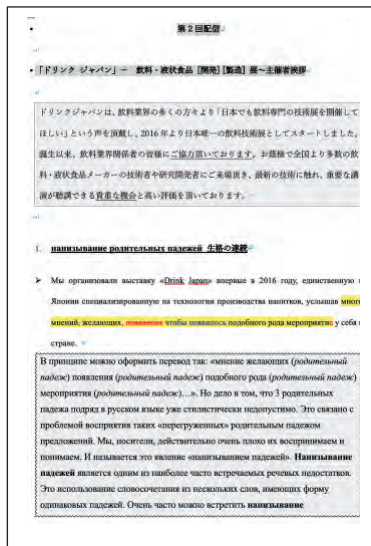 第２回配信
・「ドリンク ジャパン」－ 飲料・液状食品 [開発] [製造] 展～主催者挨拶
ドリンクジャパンは、飲料業界の多くの方々より「日本でも飲料専門の技術展を開催して
ほしい」という声を頂戴し、2016 年より日本唯一の飲料技術展としてスタートしました。
誕生以来、飲料業界関係者の皆様にご協力頂いております。お蔭様で全国より多数の飲
料・液状食品メーカーの技術者や研究開発者にご来場頂き、最新の技術に触れ、重要な講
演が聴講できる貴重な機会と高い評価を頂いております。
1. нанизывание родительных падежей 生格の連続
➢ Мы организовали выставку «Drink Japan» впервые в 2016 году, единственную
Японии специализированную на технологии производства напитков, услышав много
мнений, желающих, появление чтобы появилось подобного рода мероприятие у себя
стране.
В принципе можно оформить перевод так: «мнение желающих (родительный
падеж) появления (родительный падеж) подобного рода (родительный падеж)
мероприятия (родительный падеж)…». Но дело в том, что 3 родительных
падежа подряд в русском языке уже стилистически недопустимо. Это связано с
проблемой восприятия таких «перегруженных» родительным падежом
предложений. Мы, носители, действительно очень плохо их воспринимаем и
понимаем. И называется это явление «нанизыванием падежей». Нанизывание
падежей является одним из наиболее часто встречаемых речевых недостатков.
Это использование словосочетания из нескольких слов, имеющих форму
одинаковых падежей. Очень часто можно встретить нанизывание